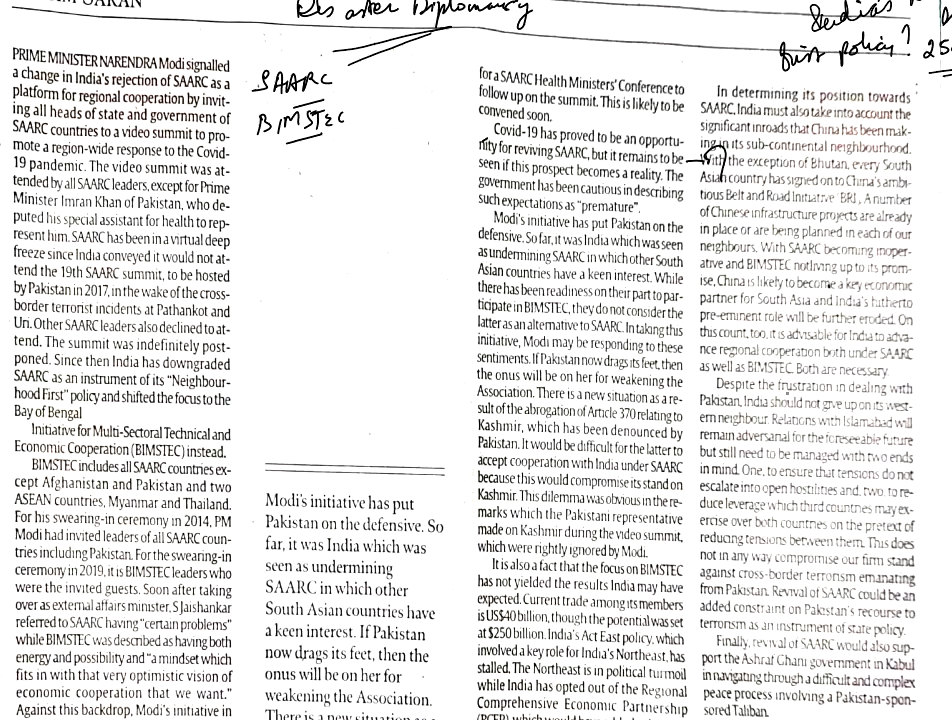 SARAN
Disaster Diplomacy
India's
first policy?
SAARC
BIMSTEC
PRIME MINISTER NARENDRA Modi signalled
a change in India's rejection of SAARC as a
platform for regional cooperation by invit-
ing all heads of state and government of
SAARC countries to a video summit to pro-
mote a region-wide response to the Covid-
19 pandemic. The video summit was at-
tended by all SAARC leaders, except for Prime
Minister Imran Khan of Pakistan, who de-
puted his special assistant for health to rep-
resent him. SAARC has been in a virtual deep
freeze since India conveyed it would not at-
tend the 19th SAARC summit, to be hosted
by Pakistan in 2017, in the wake of the cross-
border terrorist incidents at Pathankot and
Uri. Other SAARC leaders also declined to at-
tend. The summit was indefinitely post-
poned. Since then India has downgraded
SAARC as an instrument of its "Neighbour-
hood First" policy and shifted the focus to the
Bay of Bengal
Initiative for Multi-Sectoral Technical and
Economic Cooperation (BIMSTEC) instead.
BIMSTEC includes all SAARC countries ex-
cept Afghanistan and Pakistan and two
ASEAN countries, Myanmar and Thailand.
For his swearing-in ceremony in 2014, PM
Modi had invited leaders of all SAARC coun-
tries including Pakistan. For the swearing-in
ceremony in 2019, it is BIMSTEC leaders who
were the invited guests. Soon after taking
over as external affairs minister, S Jaishankar
referred to SAARC having "certain problems"
while BIMSTEC was described as having both
energy and possibility and "a mindset which
fits in with that very optimistic vision of
economic cooperation that we want."
Against this backdrop, Modi's initiative in
Modi's initiative has put
Pakistan on the defensive. So
far, it was India which was
seen as undermining
SAARC in which other
South Asian countries have
a keen interest. If Pakistan
now drags its feet, then the
onus will be on her for
weakening the Association.
There is a new situation as a
for a SAARC Health Ministers' Conference to
follow up on the summit. This is likely to be
convened soon.
Covid-19 has proved to be an opportu-
nity for reviving SAARC, but it remains to be
seen if this prospect becomes a reality. The
government has been cautious in describing
such expectations as "premature".
Modi's initiative has put Pakistan on the
defensive. So far, it was India which was seen
as undermining SAARC in which other South
Asian countries have a keen interest. While
there has been readiness on their part to par-
ticipate in BIMSTEC, they do not consider the
latter as an alternative to SAARC. In taking this
initiative, Modi may be responding to these
sentiments. If Pakistan now drags its feet, then
the onus will be on her for weakening the
Association. There is a new situation as a re-
sult of the abrogation of Article 370 relating to
Kashmir, which has been denounced by
Pakistan. It would be difficult for the latter to
accept cooperation with India under SAARC
because this would compromise its stand on
Kashmir. This dilemma was obvious in the re-
marks which the Pakistani representative
made on Kashmir during the video summit,
which were rightly ignored by Modi.
It is also a fact that the focus on BIMSTEC
has not yielded the results India may have
expected. Current trade among its members
is US$40 billion, though the potential was set
at $250 billion. India's Act East policy, which
involved a key role for India's Northeast, has
stalled. The Northeast is in political turmoil
while India has opted out of the Regional
Comprehensive Economic Partnership
(RCEP) which would
In determining its position towards
SAARC, India must also take into account the
significant inroads that China has been mak-
ing in its sub-continental neighbourhood.
With the exception of Bhutan, every South
Asian country has signed on to China's ambi-
tious Belt and Road Initiative BRI, A number
of Chinese infrastructure projects are already
in place or are being planned in each of our
neighbours. With SAARC becoming inoper-
ative and BIMSTEC not living up to its prom-
ise, China is likely to become a key economic
partner for South Asia and India's hitherto
pre-eminent role will be further eroded. On
this count, too, it is advisable for India to adva-
nce regional cooperation both under SAARC
as well as BIMSTEC. Both are necessary.
Despite the frustration in dealing with
Pakistan, India should not give up on its west-
ern neighbour. Relations with Islamabad will
remain adversarial for the foreseeable future
but still need to be managed with two ends
in mind. One, to ensure that tensions do not
escalate into open hostilities and, two, to re-
duce leverage which third countries may ex-
ercise over both countries on the pretext of
reducing tensions between them. This does
not in any way compromise our firm stand
against cross-border terrorism emanating
from Pakistan. Revival of SAARC could be an
added constraint on Pakistan's recourse to
terrorism as an instrument of state policy.
Finally, revival of SAARC would also sup-
port the Ashraf Ghani government in Kabul
in navigating through a difficult and complex
peace process involving a Pakistan-spon-
sored Taliban.